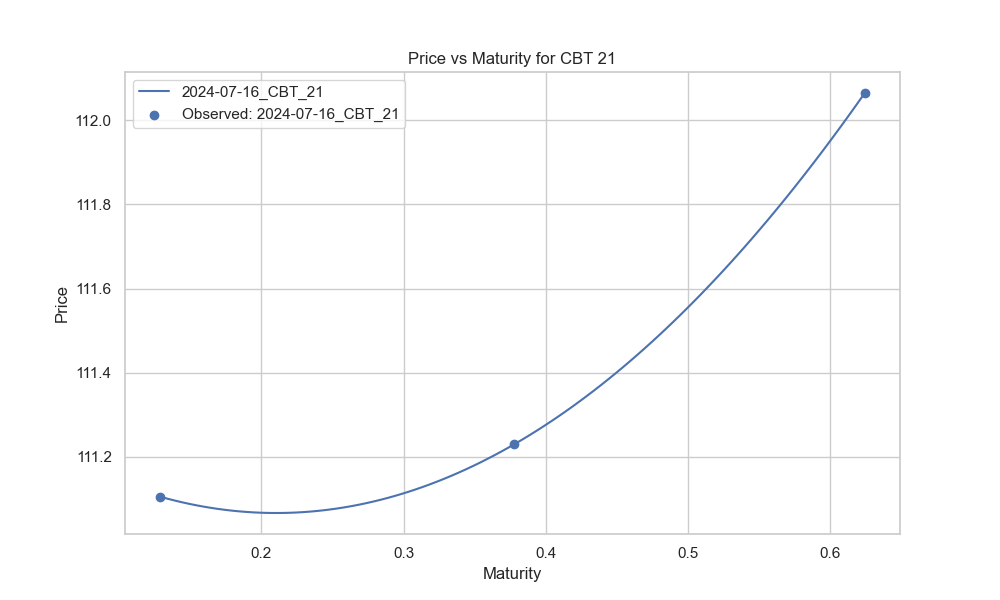 Price vs Maturity for CBT 21
2024-07-16_CBT_21
Observed: 2024-07-16_CBT_21
112.0
111.8
111.6
111.4
111.2
Price
0.2 0.3 0.4 0.5 0.6
Maturity